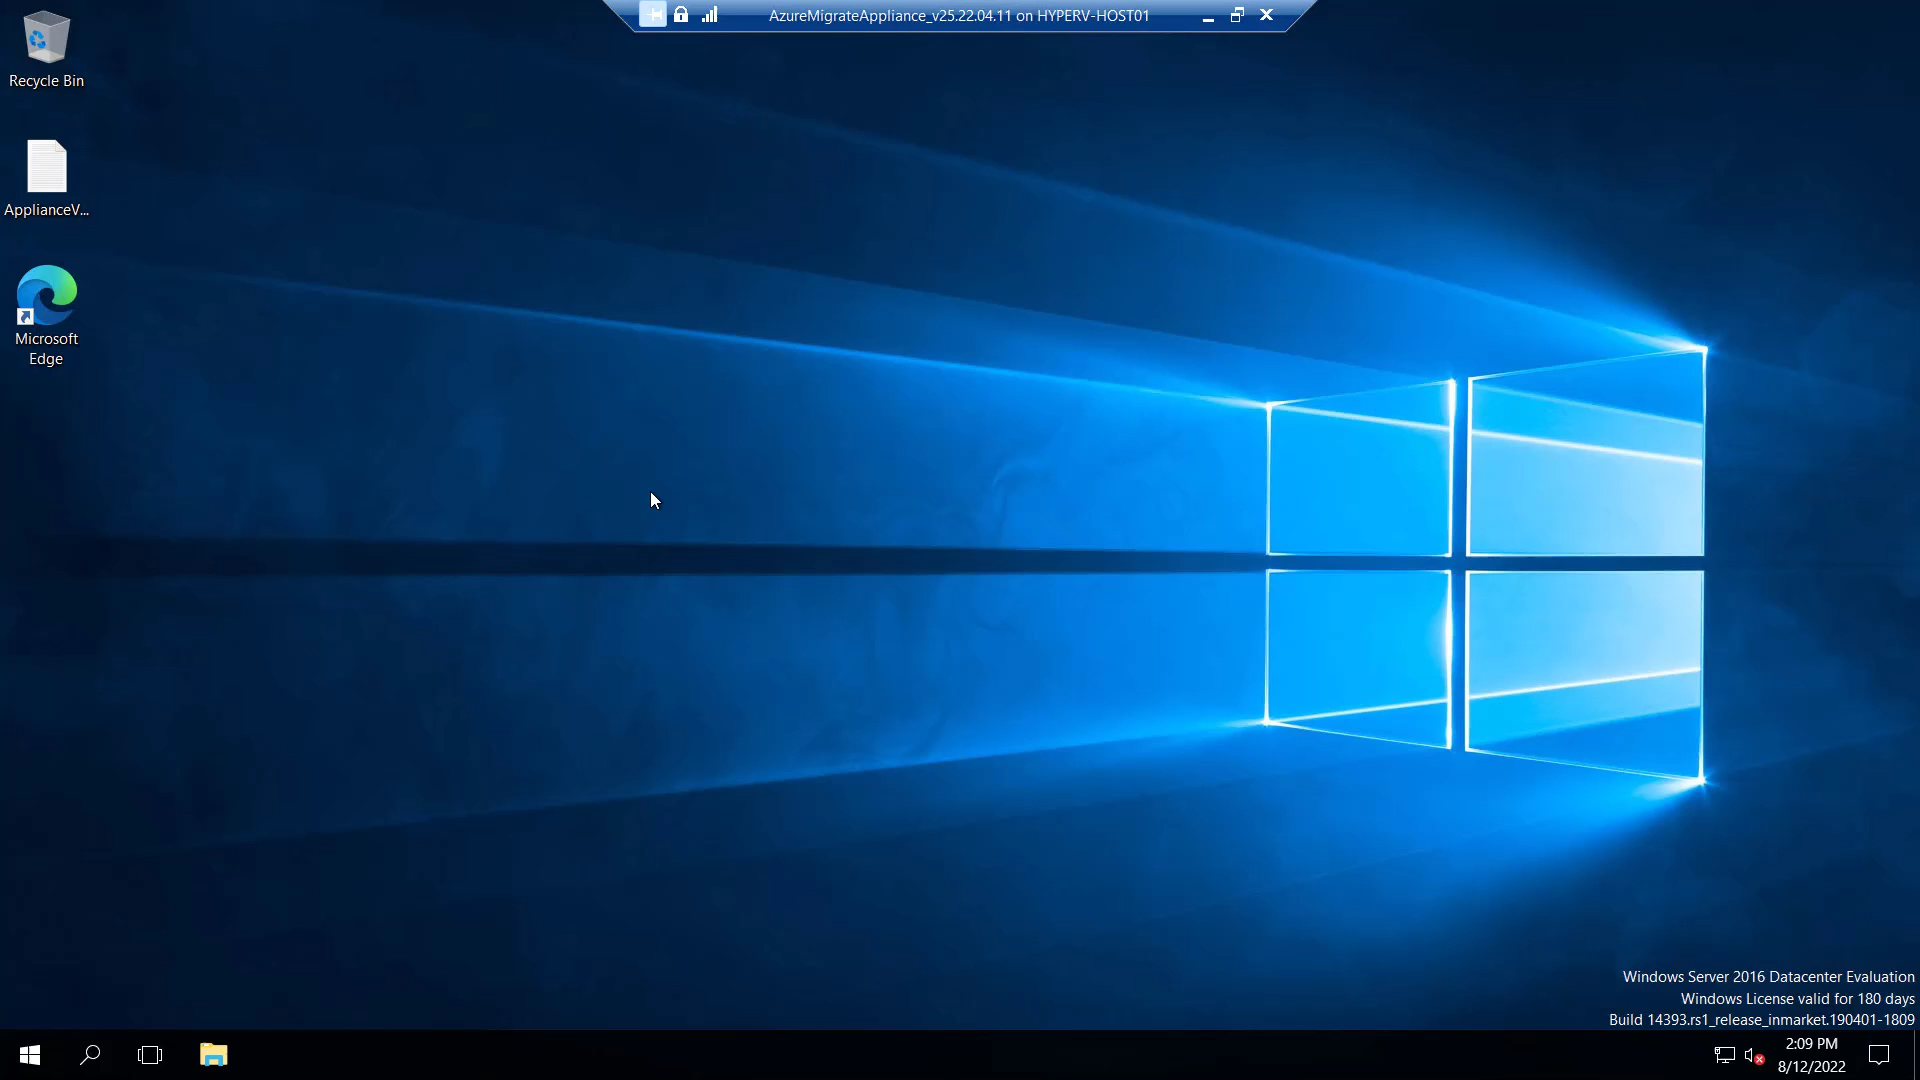 AzureMigrateAppliance_v25.22.04.11 on HYPERV-HOST01
Recycle Bin
ApplianceV...
Microsoft
Edge
Windows Server 2016 Datacenter Evaluation
Windows License valid for 180 days
Build 14393.rs1_release_inmarket.190401-1809
2:09 PM
8/12/2022